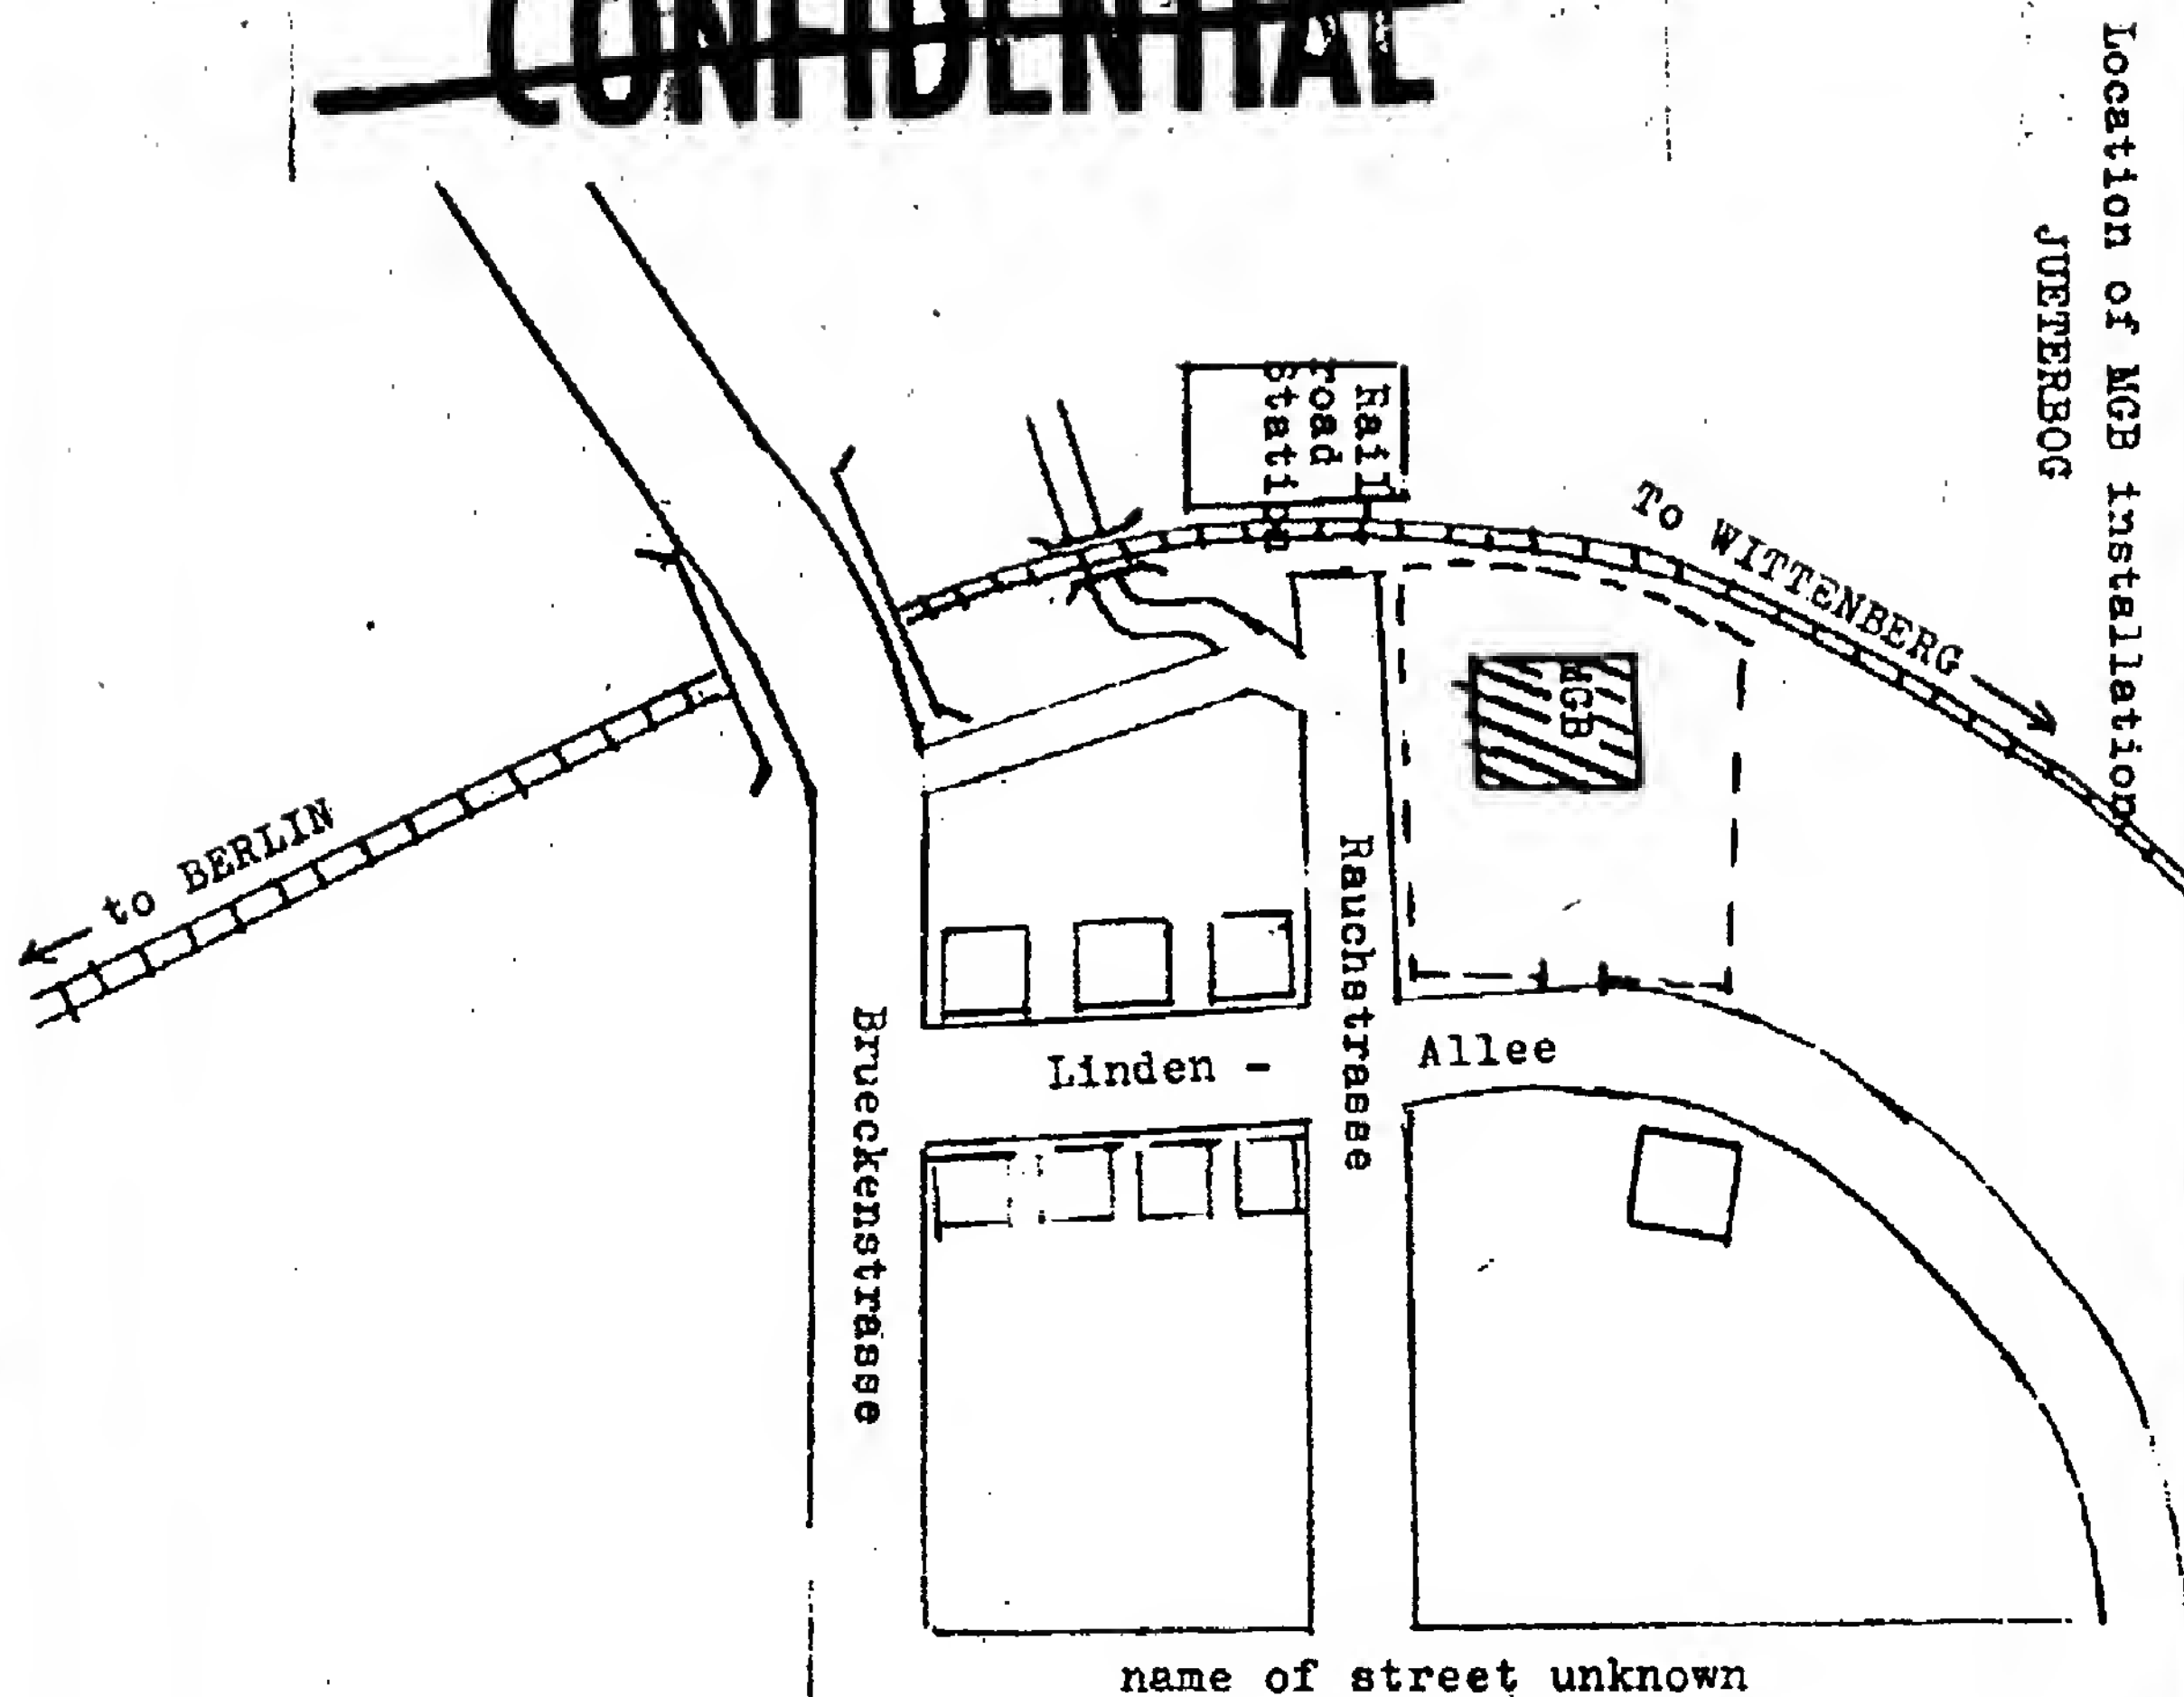 CONFIDENTIAL
Location of MGB installation
JUETERBOG
Rail
road
Station
To WITTENBERG
MGB
to BERLIN
Rauchstrasse
Brueckenstrasse
Linden - Allee
name of street unknown